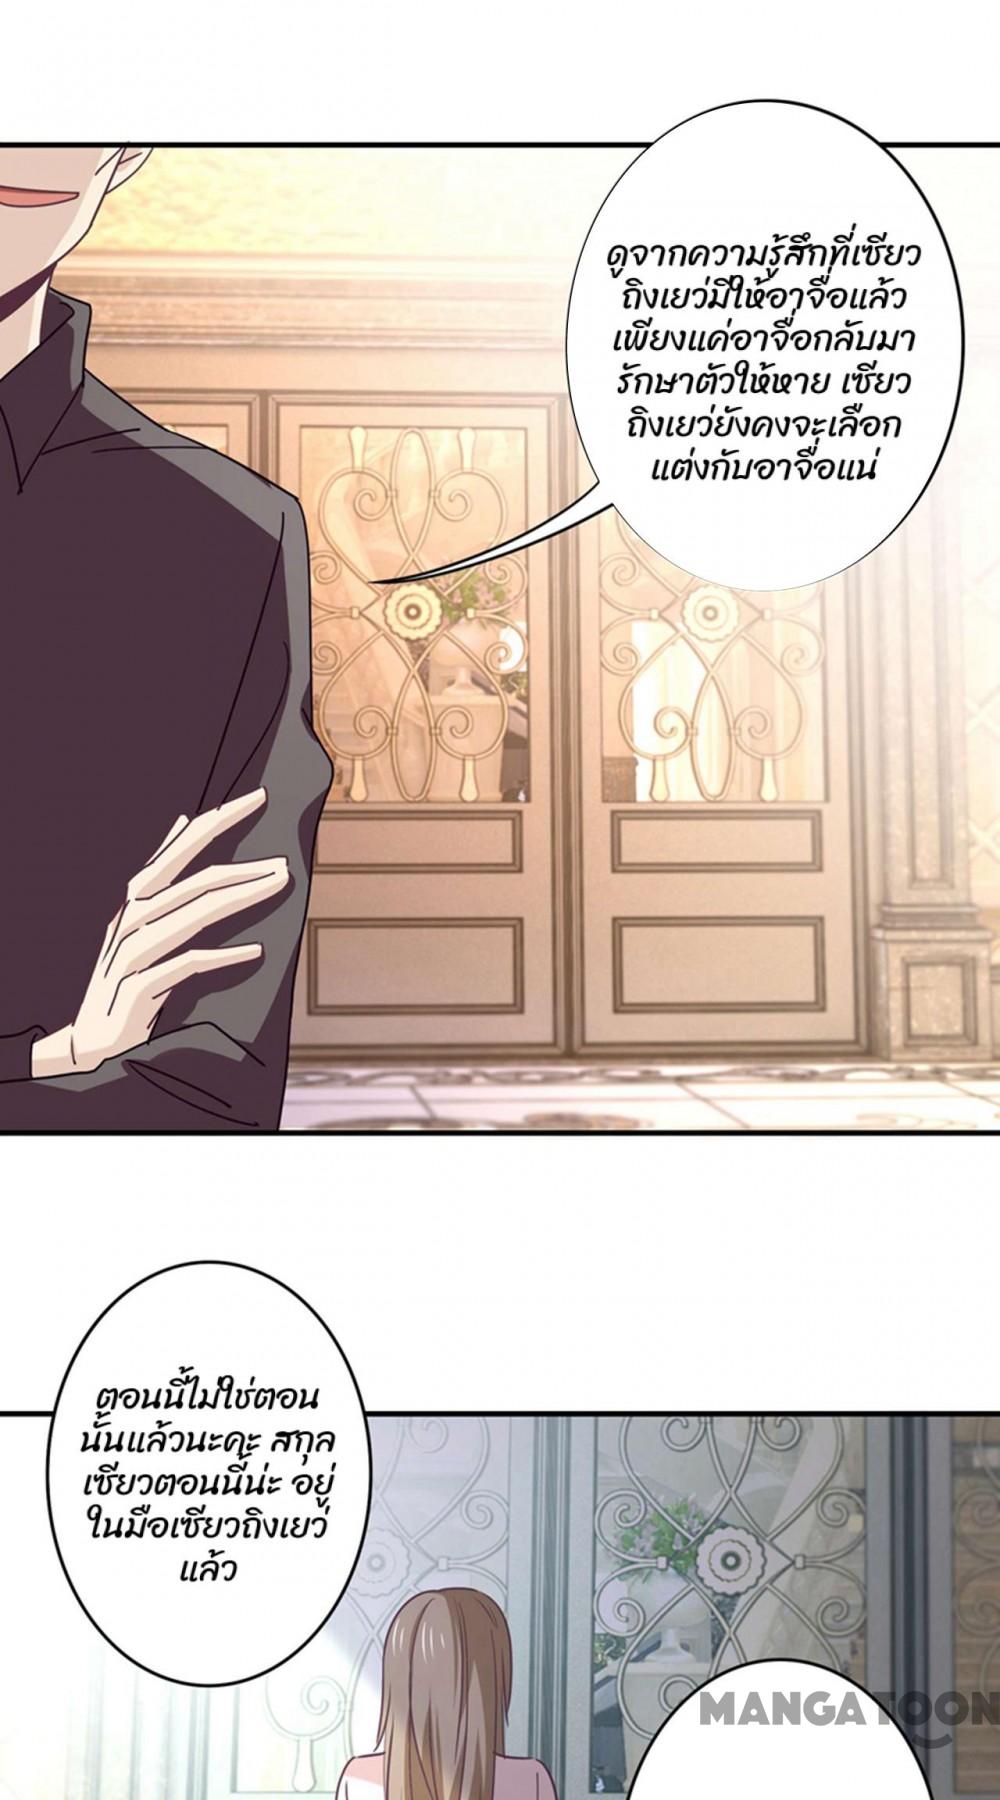 ดูจากความรู้สึกที่เซียว
ถิงเยว่มีให้อาจื่อแล้ว
เพียงแค่อาจื่อกลับมา
รักษาตัวให้หาย เซียว
ถิงเยว่ยังคงจะเลือก
แต่งกับอาจื่อแน่
ตอนนี้ไม่ใช่ตอน
นั้นแล้วนะคะ สกุล
เซียวตอนนี้น่ะ อยู่
ในมือเซียวถิงเยว่
แล้ว
MANGATOON